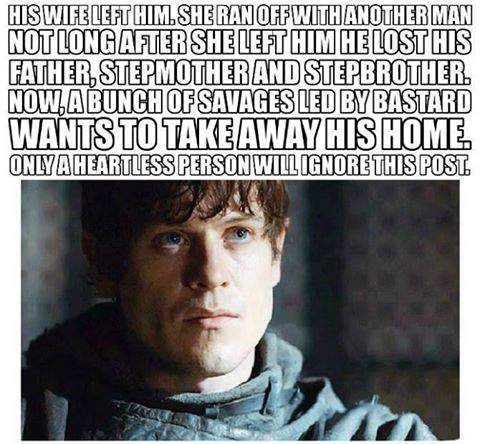 HIS WIFE LEFT HIM. SHE RAN OFF WITH ANOTHER MAN
NOT LONG AFTER SHE LEFT HIM HE LOST HIS
FATHER, STEPMOTHER AND STEPBROTHER.
NOW, A BUNCH OF SAVAGES LED BY BASTARD
WANTS TO TAKE AWAY HIS HOME.
ONLY A HEARTLESS PERSON WILL IGNORE THIS POST.